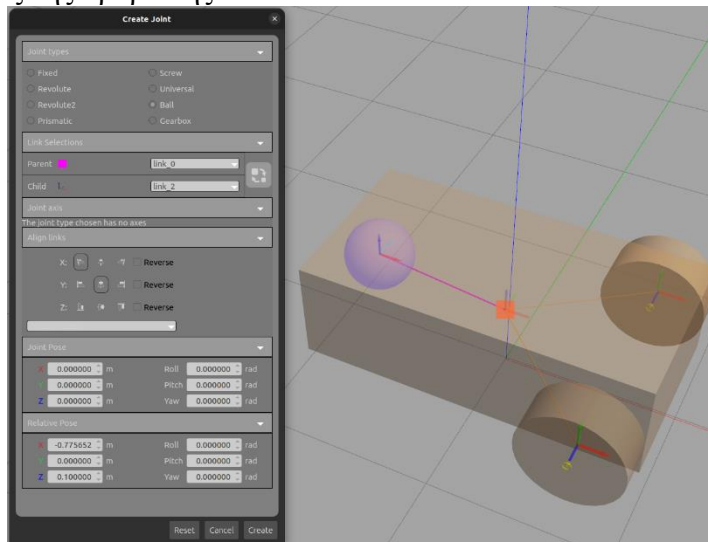 Create Joint
Joint types
Fixed
Screw
Revolute
Universal
Revolute2
Ball
Prismatic
Gearbox
Link Selections
Parent
link_0
Child
link_2
Joint axis
The joint type chosen has no axes
Align links
X:
Reverse
Y:
Reverse
Z:
Reverse
Joint Pose
X 0.000000 m Roll 0.000000 rad
Y 0.000000 m Pitch 0.000000 rad
Z 0.000000 m Yaw 0.000000 rad
Relative Pose
X -0.775652 m Roll 0.000000 rad
Y 0.000000 m Pitch 0.000000 rad
Z 0.100000 m Yaw 0.000000 rad
Reset Cancel Create